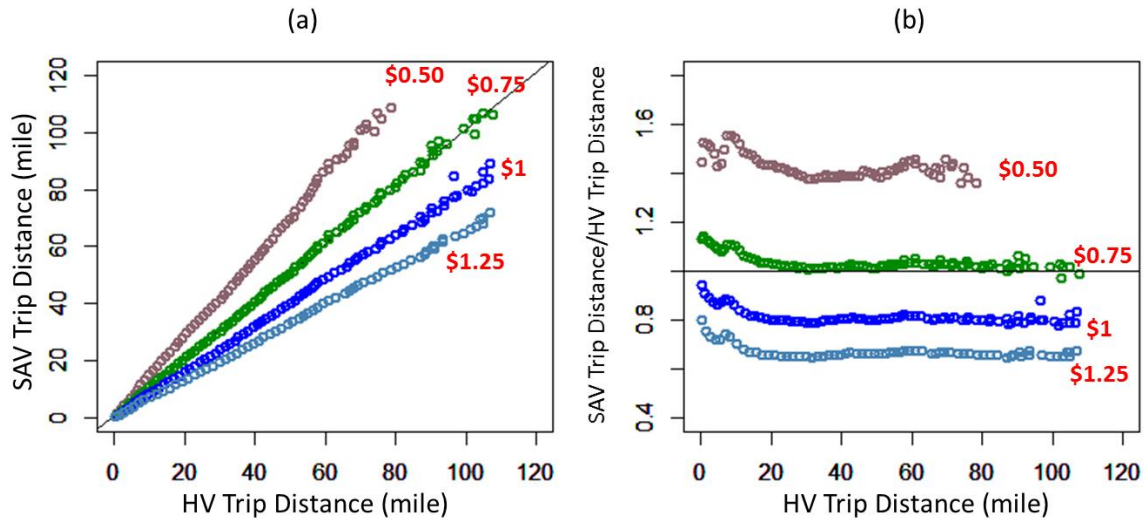 (a)
SAV Trip Distance (mile)
120
100
80
60
40
20
0
$0.50
$0.75
$1
$1.25
0 20 40 60 80 100 120
HV Trip Distance (mile)
(b)
SAV Trip Distance/HV Trip Distance
1.6
1.2
0.8
0.4
$0.50
$0.75
$1
$1.25
0 20 40 60 80 100 120
HV Trip Distance (mile)